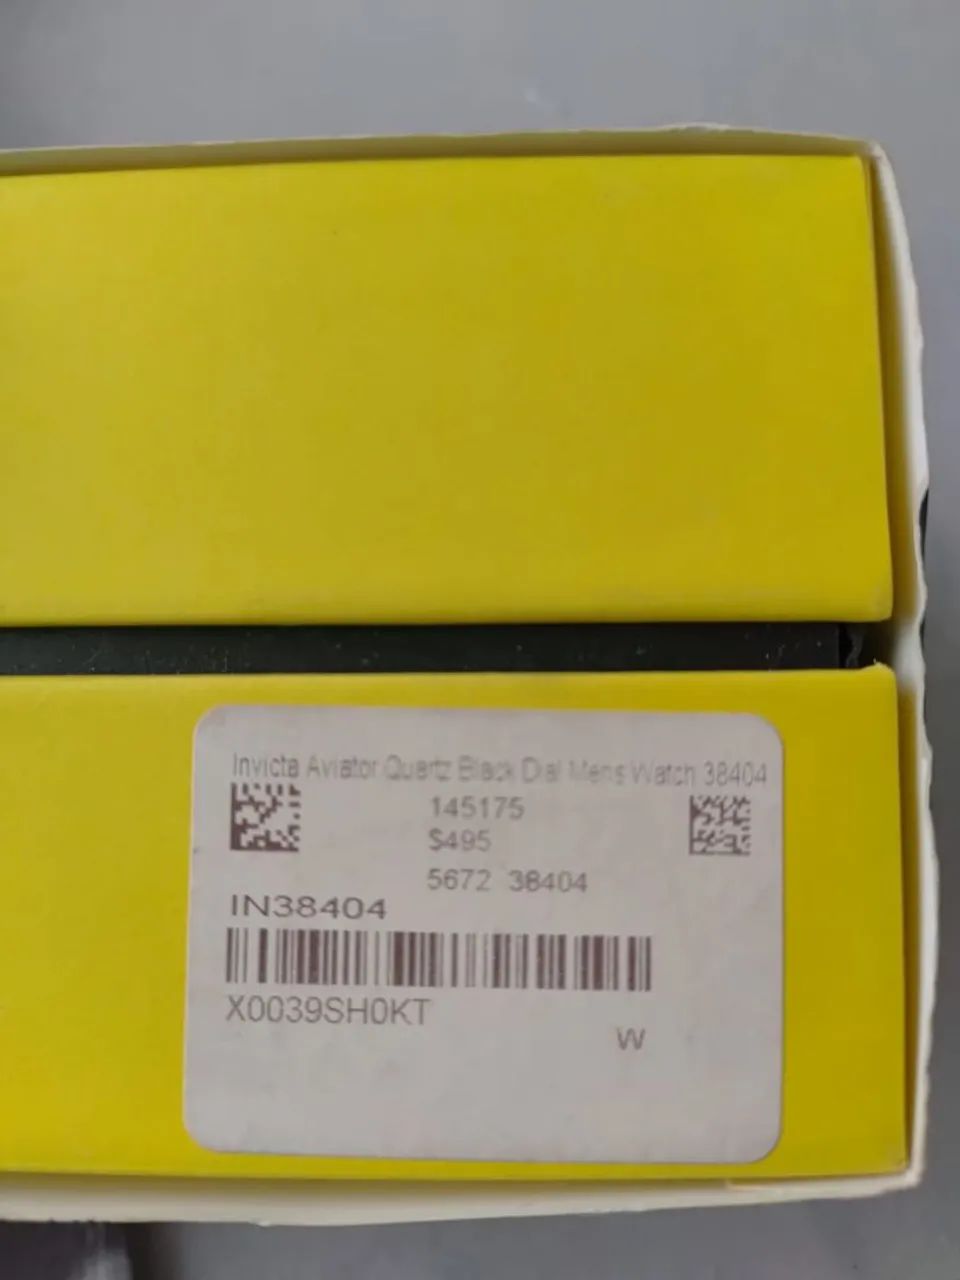 Invicta Aviator Quartz Black Dial Mens Watch 38404
145175
$495
5672 38404
IN38404
X0039SH0KT
W